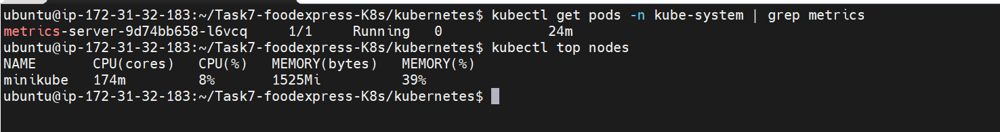 ubuntu@ip-172-31-32-183:~/Task7-foodexpress-K8s/kubernetes$ kubectl get pods -n kube-system | grep metrics
metrics-server-9d74bb658-l6vcq     1/1     Running   0             24m
ubuntu@ip-172-31-32-183:~/Task7-foodexpress-K8s/kubernetes$ kubectl top nodes
NAME       CPU(cores)   CPU(%)   MEMORY(bytes)   MEMORY(%)
minikube   174m         8%       1525Mi          39%
ubuntu@ip-172-31-32-183:~/Task7-foodexpress-K8s/kubernetes$